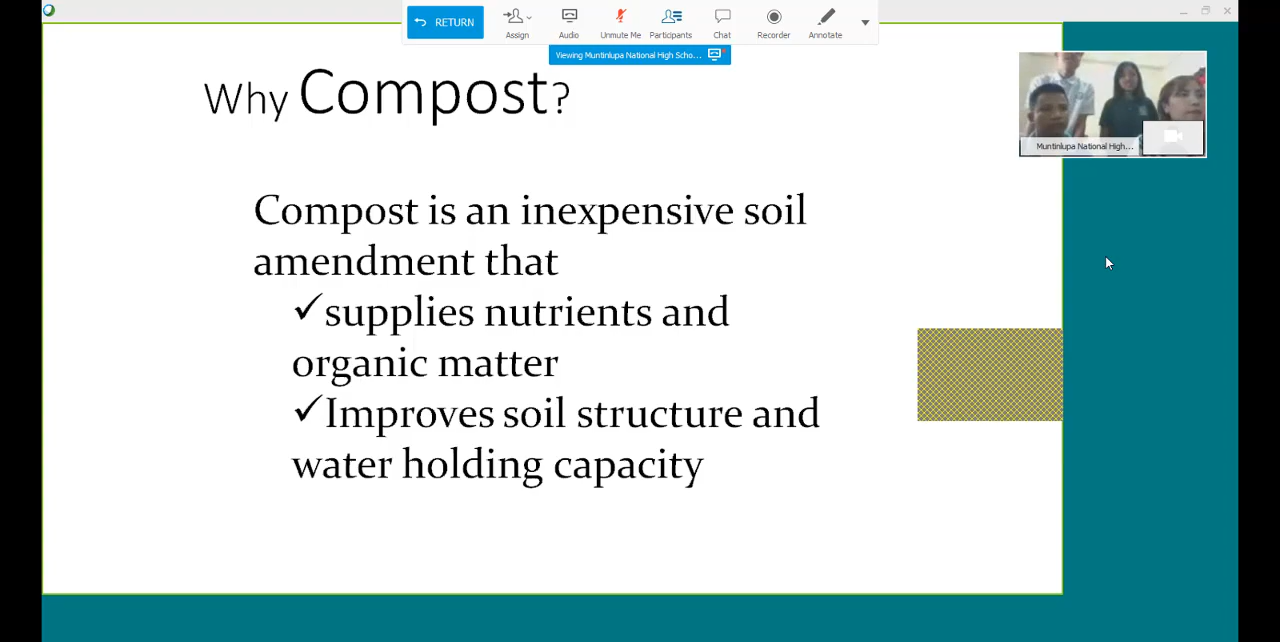 RETURN
Assign
Audio
Unmute Me
Participants
Chat
Recorder
Annotate
Viewing Muntinlupa National High Scho...
Why Compost?
Muntinlupa National High...
Compost is an inexpensive soil
amendment that
✓supplies nutrients and
organic matter
✓Improves soil structure and
water holding capacity